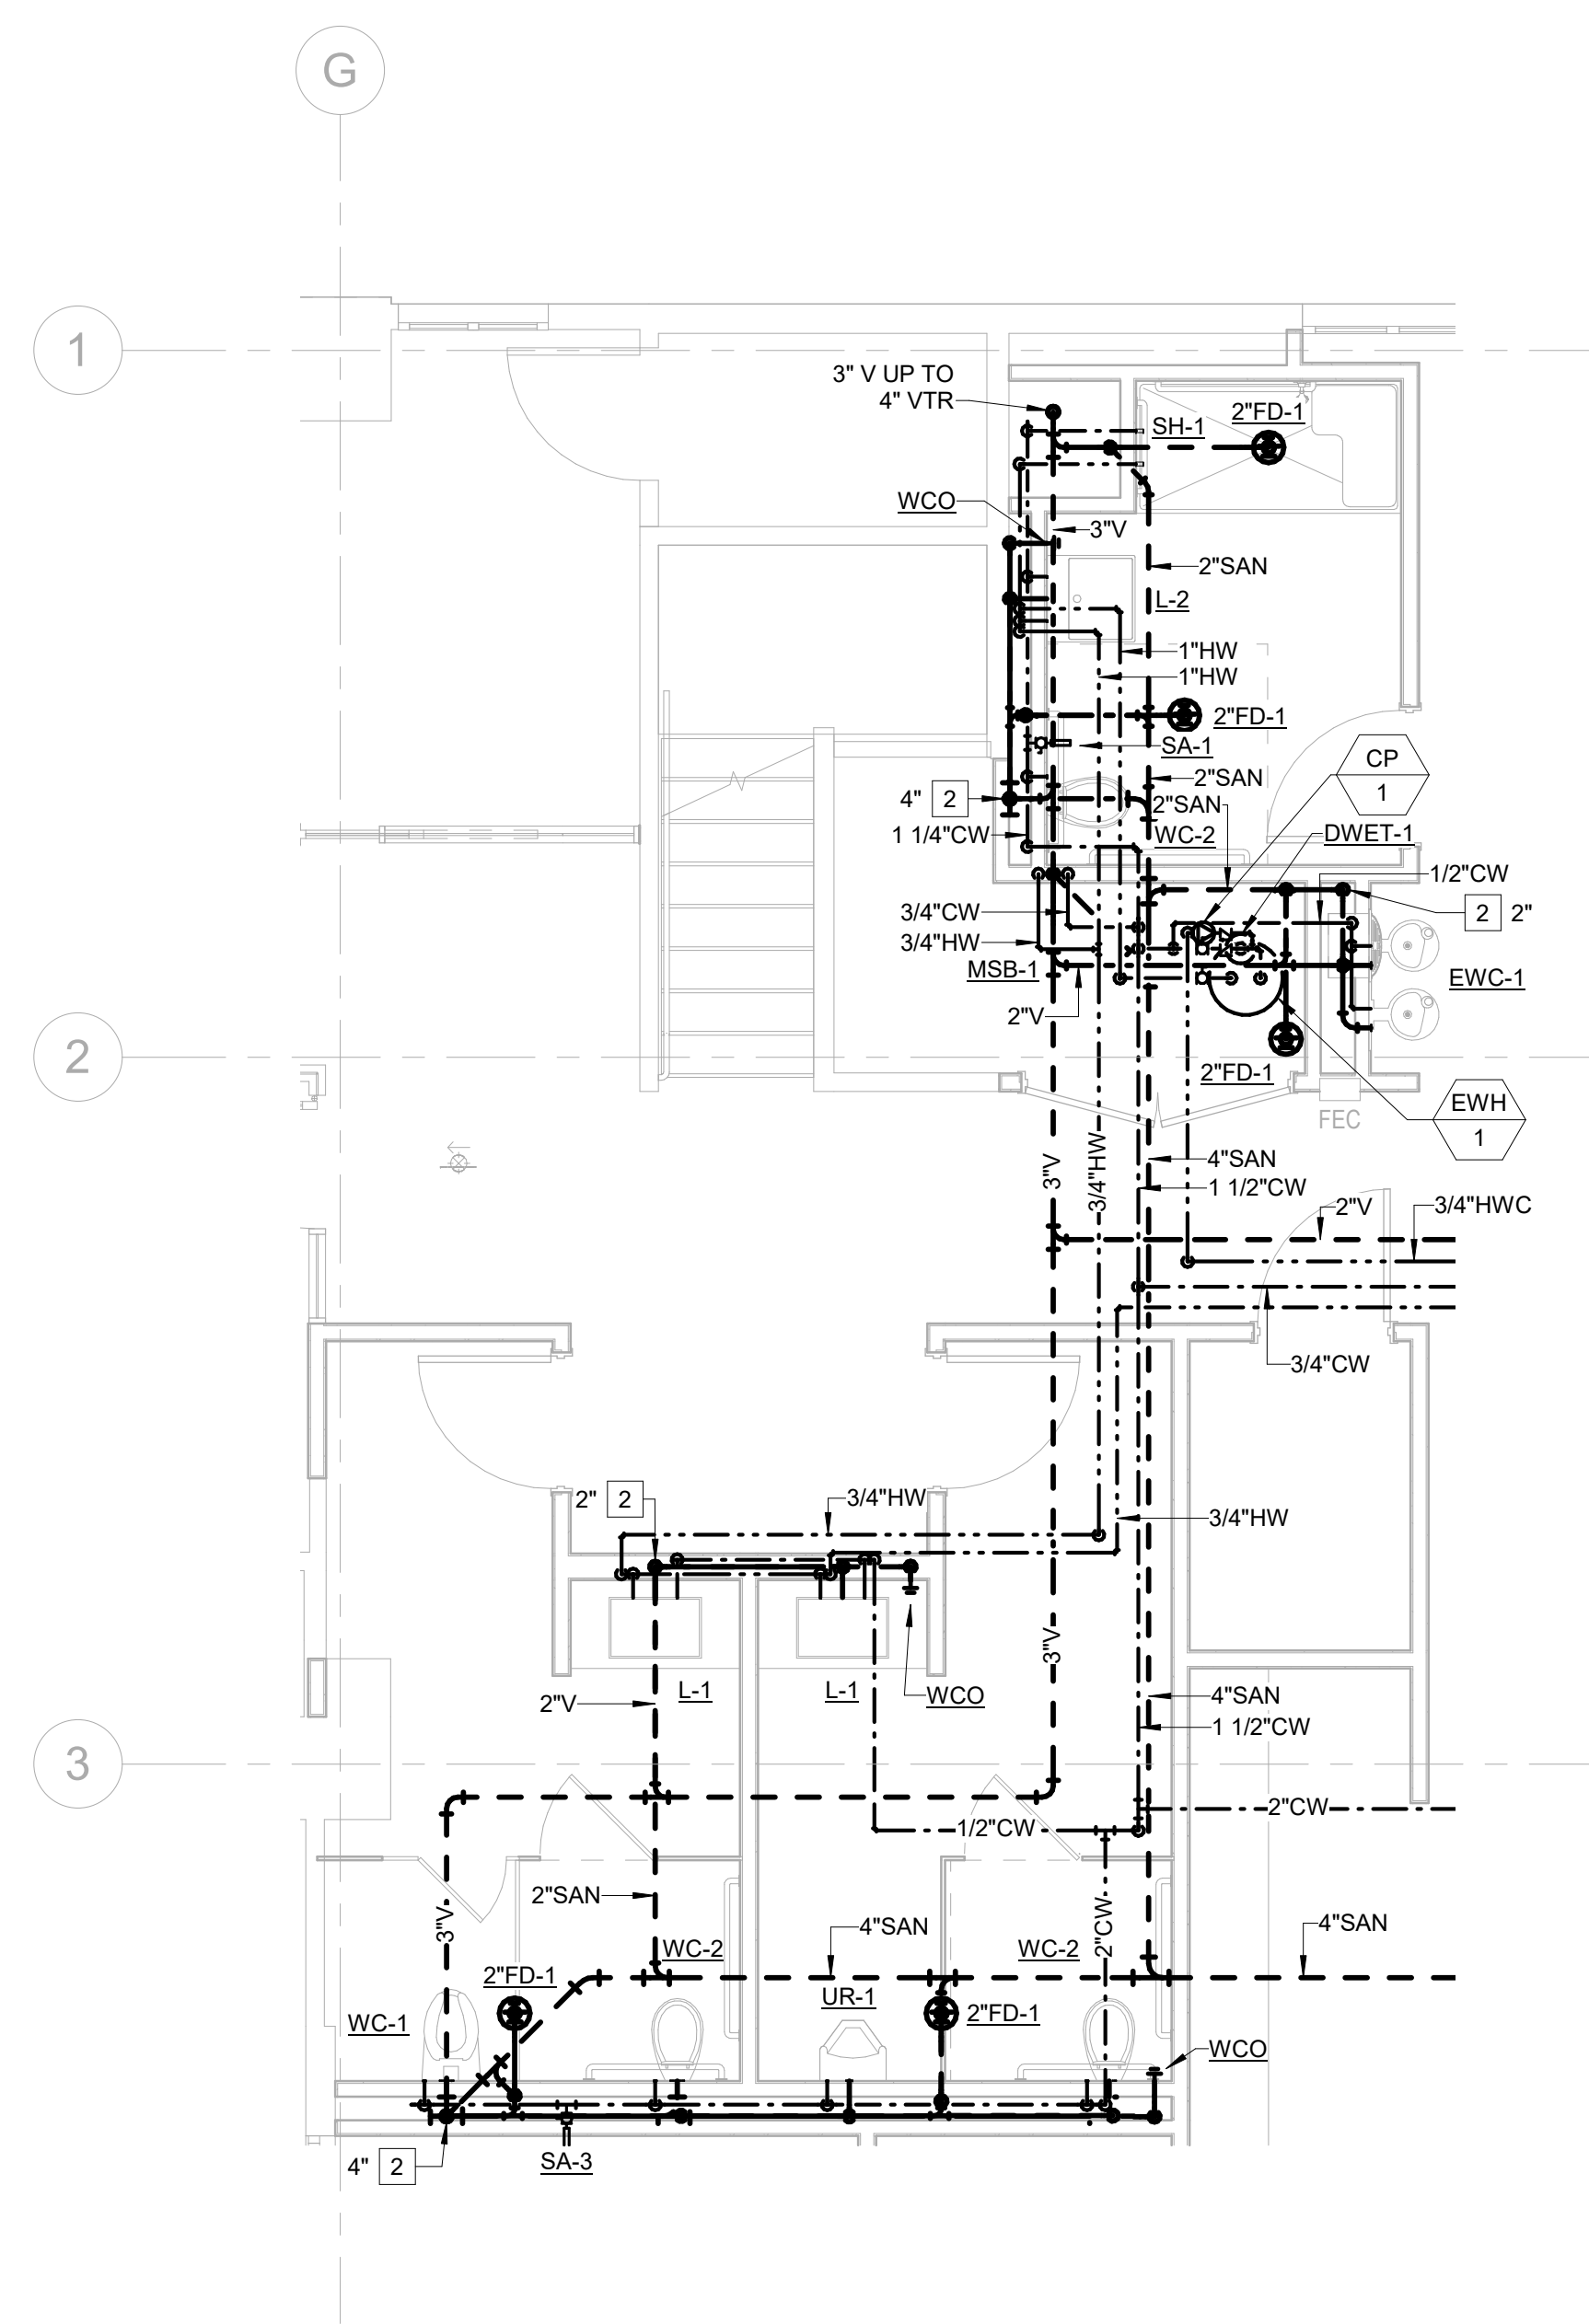 G
1
3" V UP TO
4" VTR
SH-1
2"FD-1
WCO
3"V
2"SAN
L-2
1"HW
1"HW
2"FD-1
SA-1
CP
1
2"SAN
4" 2
2"SAN
1 1/4"CW
WC-2
DWET-1
1/2"CW
3/4"CW
2 2"
3/4"HW
MSB-1
EWC-1
2"V
2
2"FD-1
EWH
1
FEC
3"V
3/4"HW
4"SAN
1 1/2"CW
2"V
3/4"HWC
3/4"CW
2" 2
3/4"HW
3/4"HW
3"V
L-1
L-1
WCO
2"V
4"SAN
1 1/2"CW
3
2"CW
1/2"CW
2"SAN
3"V
2"CW
4"SAN
4"SAN
WC-2
WC-2
2"FD-1
UR-1
2"FD-1
WC-1
WCO
4" 2
SA-3